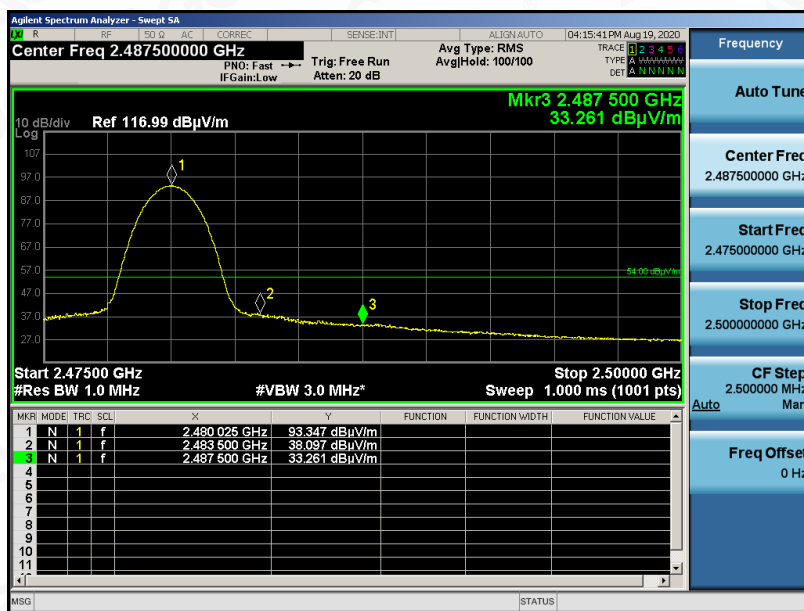 Agilent Spectrum Analyzer - Swept SA
LXI R RF 50 Ω AC CORREC SENSE:INT ALIGN AUTO 04:15:41 PM Aug 19, 2020
Center Freq 2.487500000 GHz Avg Type: RMS TRACE 1 2 3 4 5 6
PNO: Fast Trig: Free Run Avg|Hold: 100/100 TYPE A
IFGain:Low Atten: 20 dB DET A N N N N N
Mkr3 2.487 500 GHz
10 dB/div Ref 116.99 dBµV/m 33.261 dBµV/m
Log
107
97.0
87.0
77.0
67.0
57.0
47.0
37.0
27.0
1
2
3
54.00 dBµV/m
Start 2.47500 GHz Stop 2.50000 GHz
#Res BW 1.0 MHz #VBW 3.0 MHz* Sweep 1.000 ms (1001 pts)
MKR MODE TRC SCL X Y FUNCTION FUNCTION WIDTH FUNCTION VALUE
1 N 1 f 2.480 025 GHz 93.347 dBµV/m
2 N 1 f 2.483 500 GHz 38.097 dBµV/m
3 N 1 f 2.487 500 GHz 33.261 dBµV/m
4
5
6
7
8
9
10
11
MSG STATUS
Frequency
Auto Tune
Center Freq
2.487500000 GHz
Start Freq
2.475000000 GHz
Stop Freq
2.500000000 GHz
CF Step
2.500000 MHz
Auto Man
Freq Offset
0 Hz